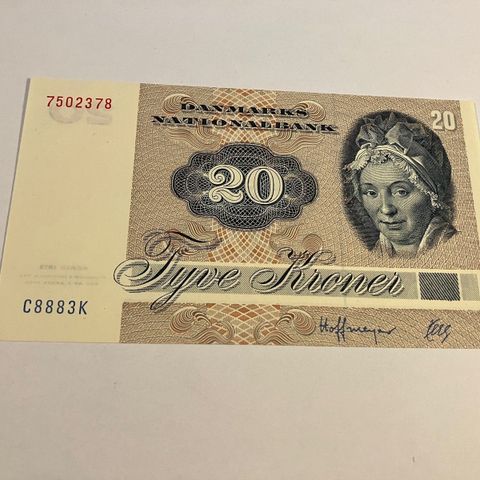 7502378
DANMARKS
NATIONALBANK
20
20
Tyve Kroner
C8883K
Hoffmeyer